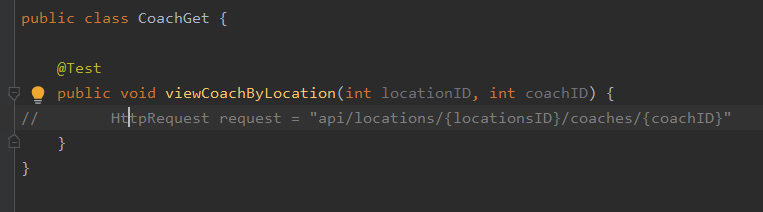 public class CoachGet {
@Test
public void viewCoachByLocation(int locationID, int coachID) {
// HttpRequest request = "api/locations/{locationsID}/coaches/{coachID}"
}
}